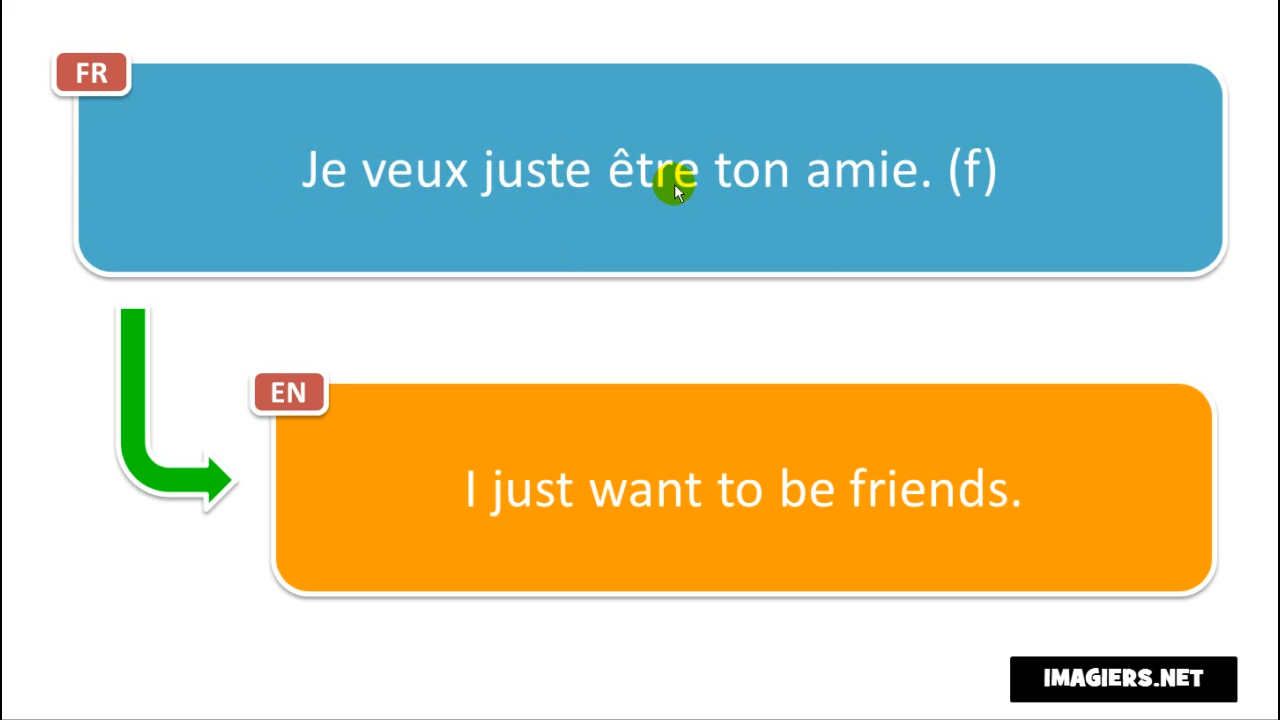 FR
Je veux juste être ton amie. (f)
EN
I just want to be friends.
IMAGIERS.NET